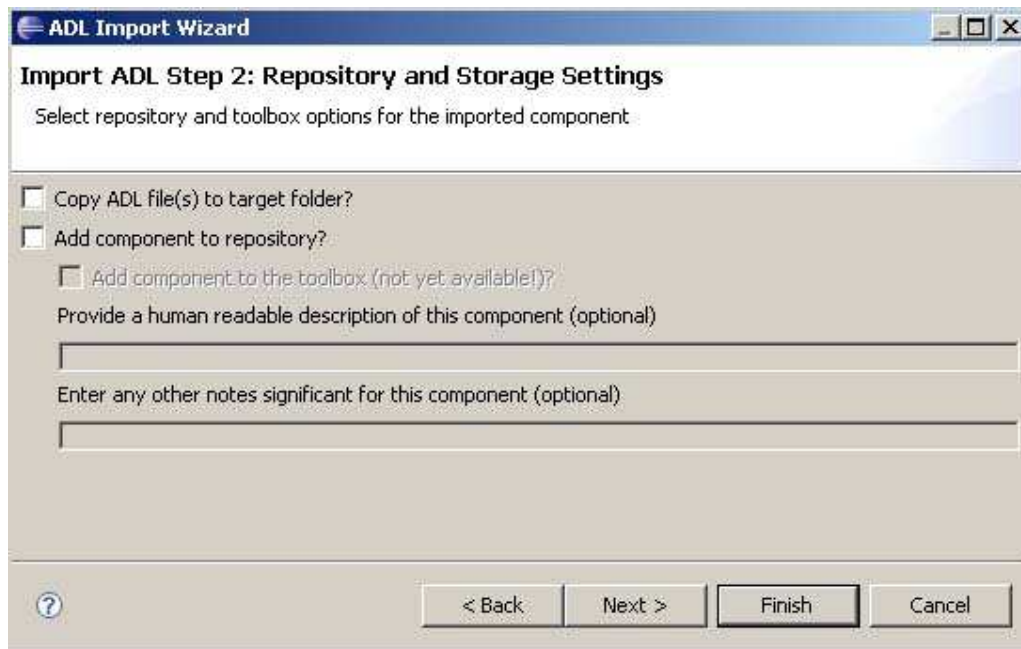 ADL Import Wizard
Import ADL Step 2: Repository and Storage Settings
Select repository and toolbox options for the imported component
Copy ADL file(s) to target folder?
Add component to repository?
Add component to the toolbox (not yet available!)?
Provide a human readable description of this component (optional)
Enter any other notes significant for this component (optional)
?
< Back Next > Finish Cancel